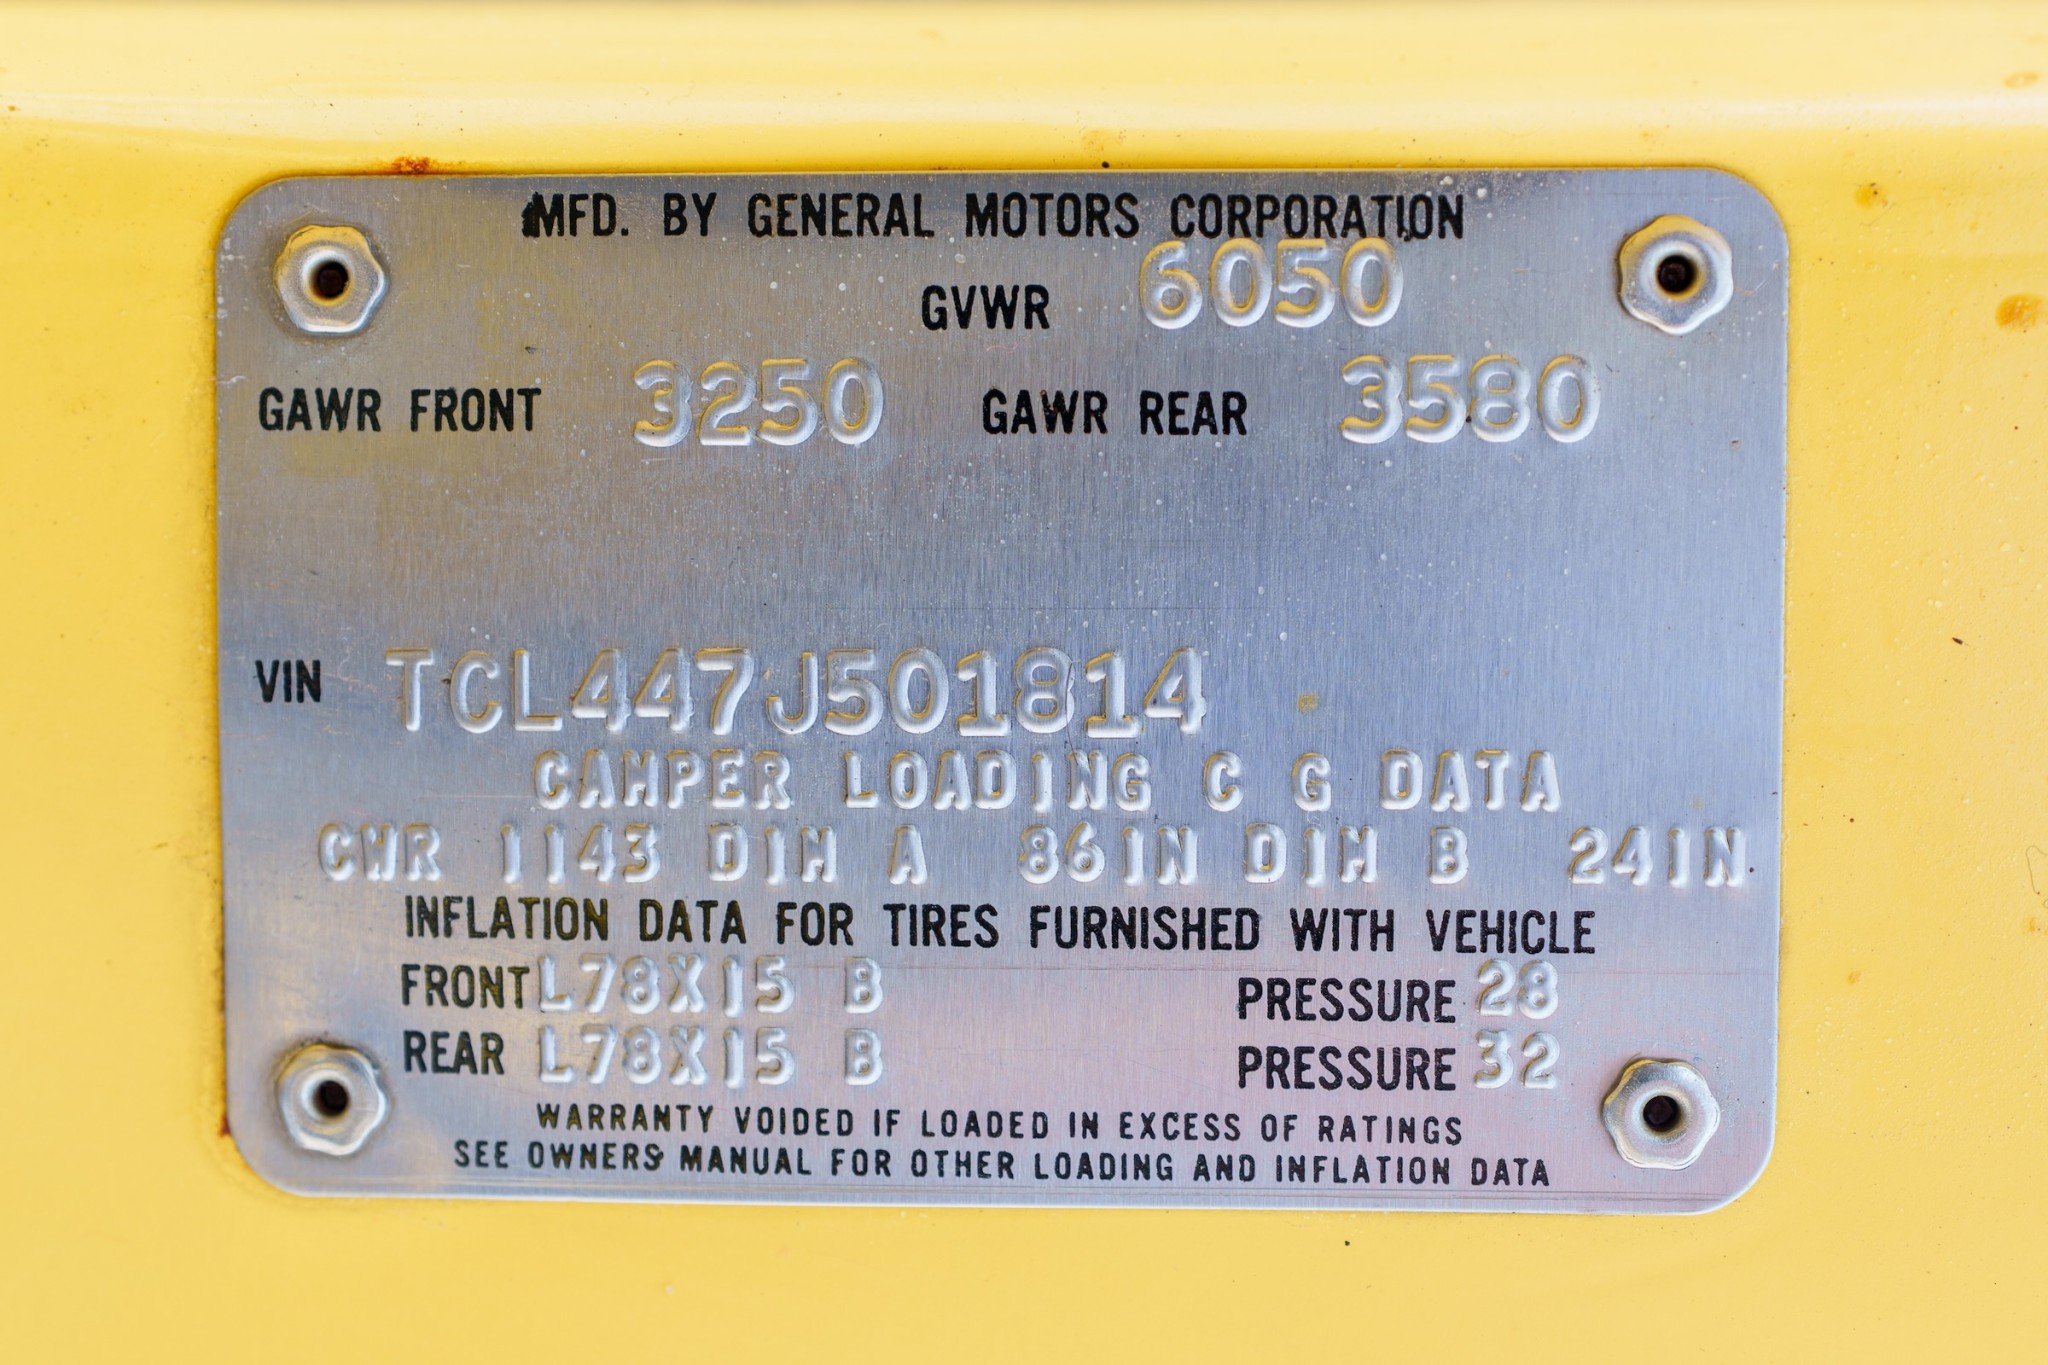 MFD. BY GENERAL MOTORS CORPORATION
GVWR 6050
GAWR FRONT 3250 GAWR REAR 3580
VIN TCL447J501814
CAMPER LOADING C G DATA
CWR 1143 DIM A 86IN DIM B 24IN
INFLATION DATA FOR TIRES FURNISHED WITH VEHICLE
FRONT L78X15 B PRESSURE 28
REAR L78X15 B PRESSURE 32
WARRANTY VOIDED IF LOADED IN EXCESS OF RATINGS
SEE OWNERS MANUAL FOR OTHER LOADING AND INFLATION DATA